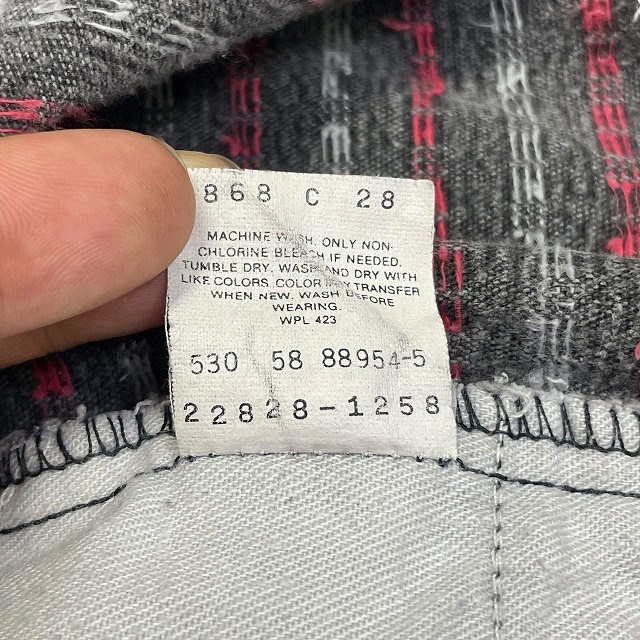 868 C 28
MACHINE WASH. ONLY NON-
CHLORINE BLEACH IF NEEDED.
TUMBLE DRY. WASH AND DRY WITH
LIKE COLORS. COLOR MAY TRANSFER
WHEN NEW. WASH BEFORE
WEARING.
WPL 423
530 58 88954-5
22828-1258